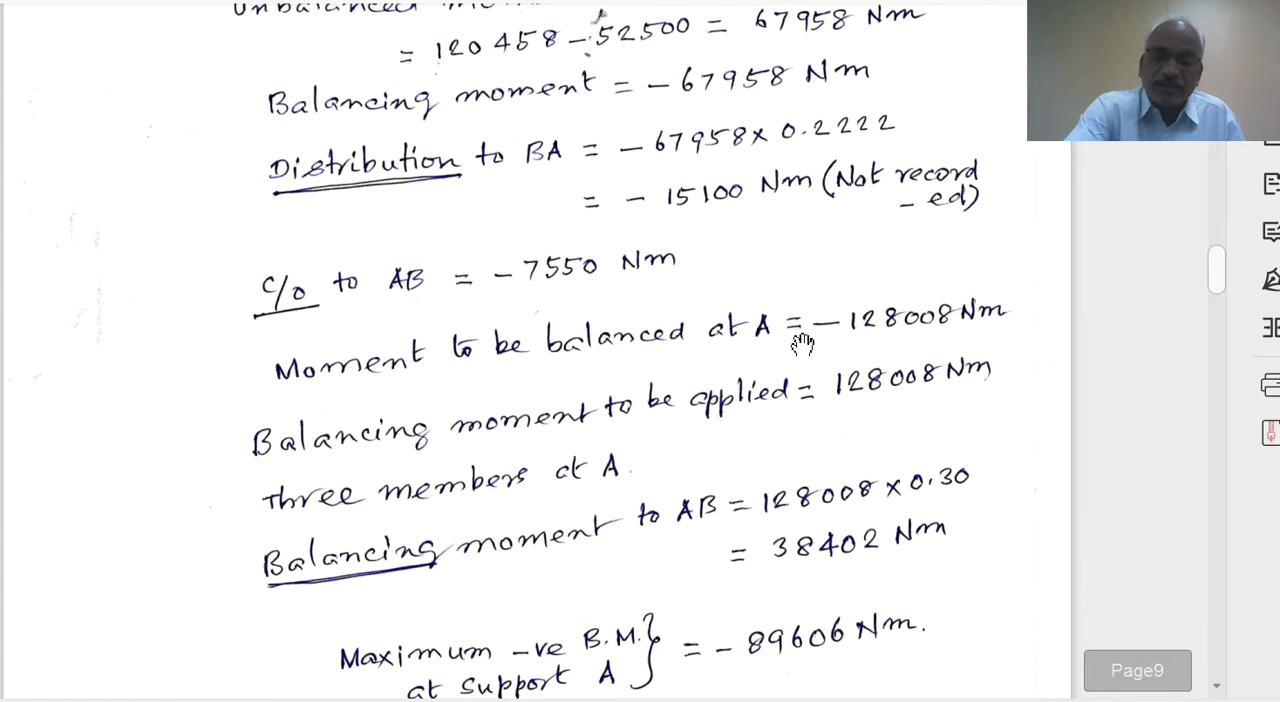 Unbalanced
= 120458 - 52500 = 67958 Nm
Balancing moment = - 67958 Nm
Distribution to BA = - 67958 x 0.2222
= - 15100 Nm (Not record
- ed)
C/o to AB = - 7550 Nm
Moment to be balanced at A = - 128008 Nm
Balancing moment to be applied = 128008 Nm
three members at A.
Balancing moment to AB = 128008 x 0.30
= 38402 Nm
Maximum -ve B.M. } = - 89606 Nm.
at support A
Page9